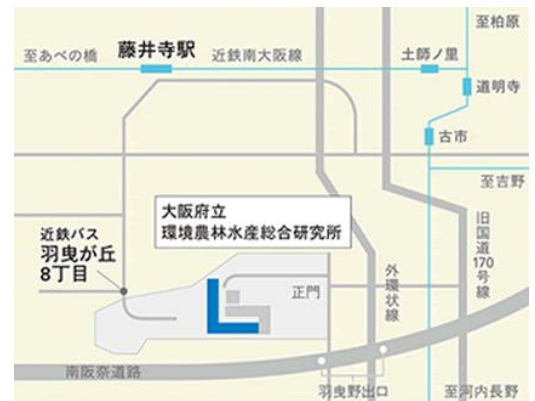 至柏原
至あべの橋
藤井寺駅
近鉄南大阪線
土師ノ里
道明寺
古市
至吉野
大阪府立
環境農林水産総合研究所
近鉄バス
羽曳が丘
8丁目
正門
外環状線
旧国道170号線
南阪奈道路
羽曳野出口
至河内長野